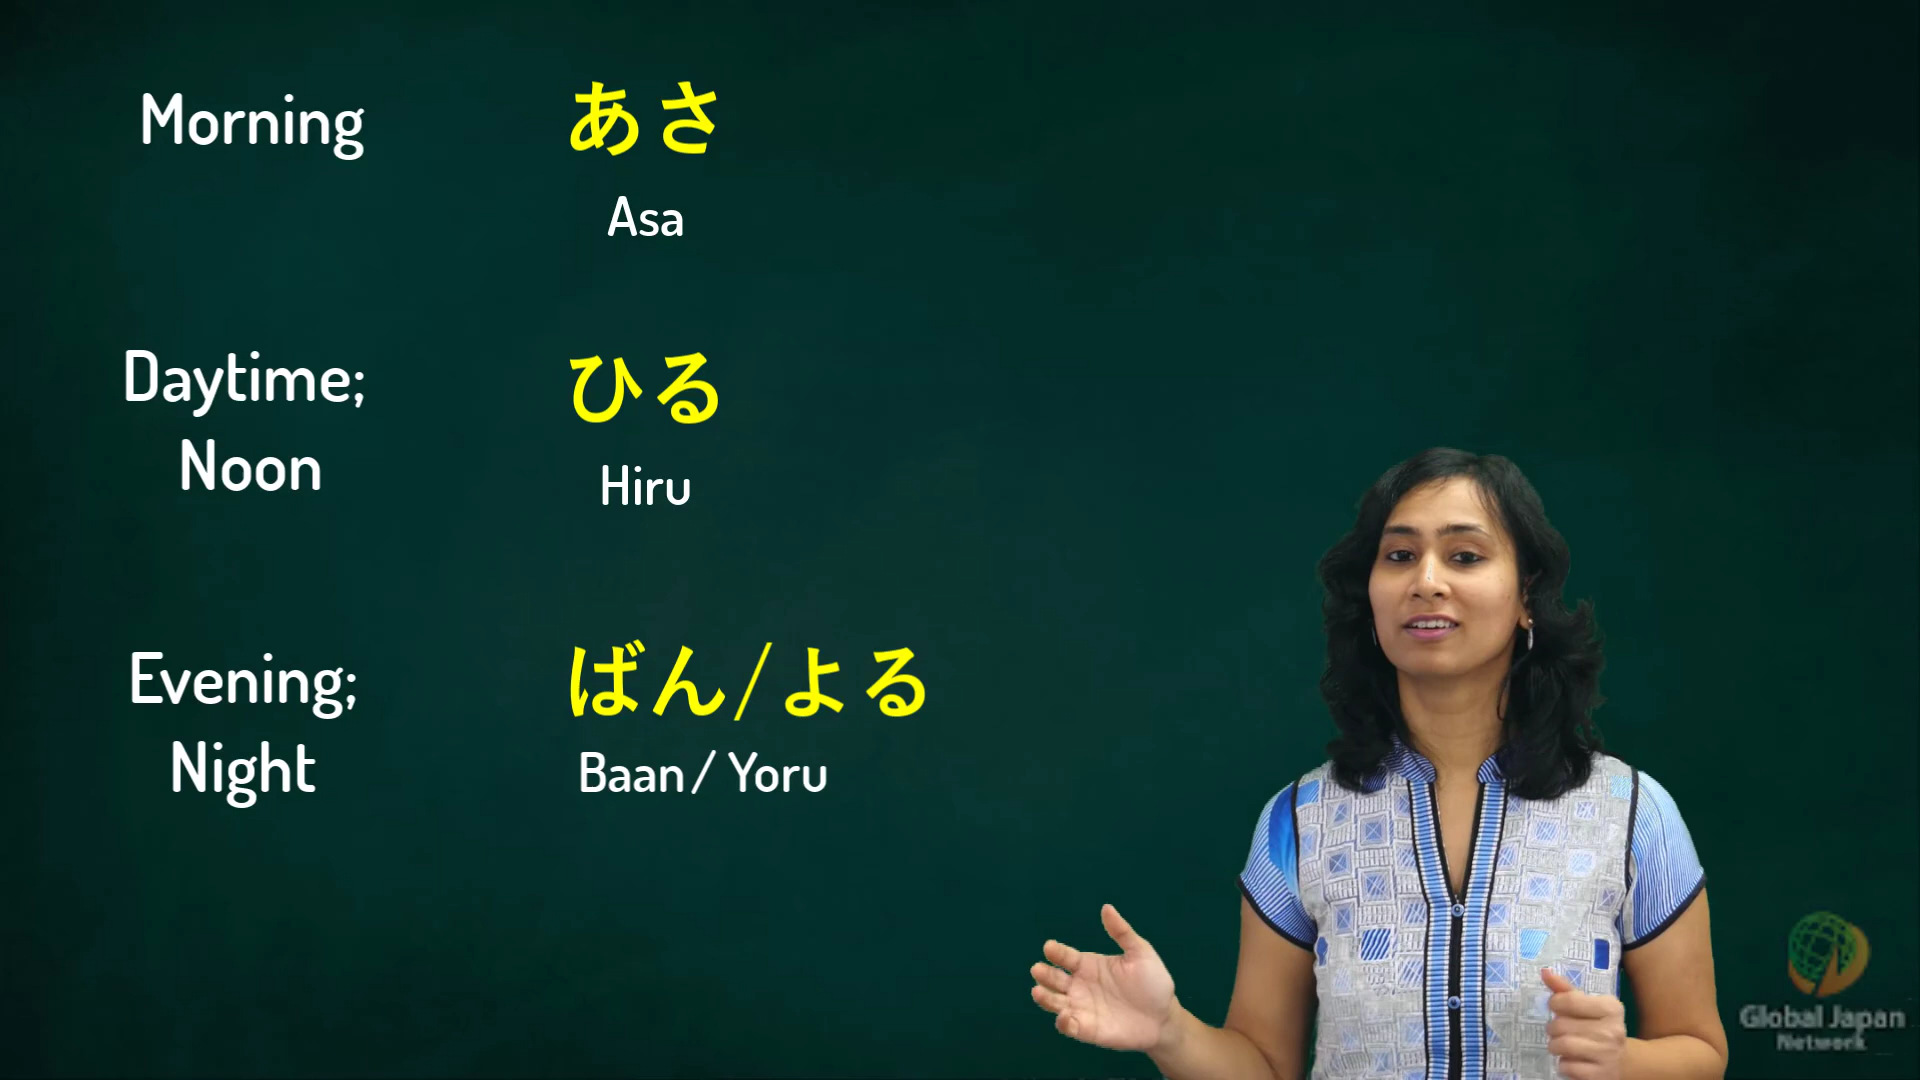 Morning
あさ
Asa
Daytime;
Noon
ひる
Hiru
Evening;
Night
ばん/よる
Baan / Yoru
Global Japan
Network